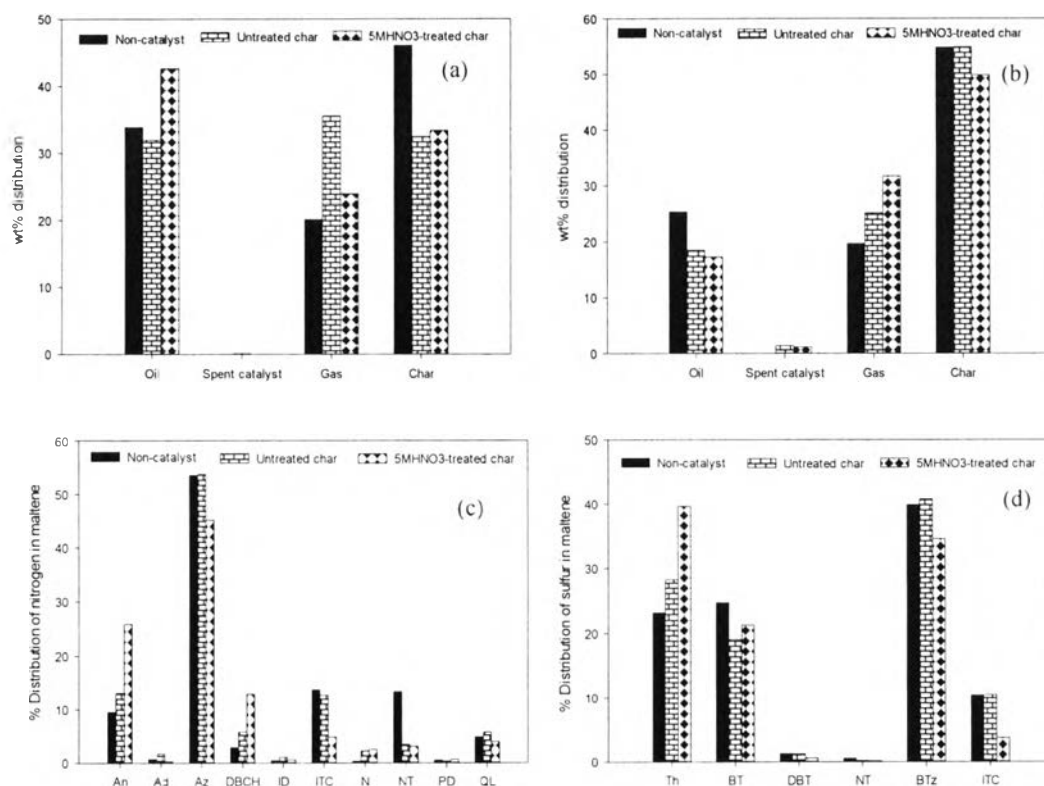 Non-catalyst Untreated char 5MHNO3-treated char
(a)
wt% distribution
50
40
30
20
10
0
Oil Spent catalyst Gas Char
Non-catalyst Untreated char 5MHNO3-treated char
(b)
wt% distribution
60
50
40
30
20
10
0
Oil Spent catalyst Gas Char
Non-catalyst Untreated char 5MHNO3-treated char
(c)
% Distribution of nitrogen in maltene
60
50
40
30
20
10
0
An Az DBCH ID ITC N NT PD QL
Non-catalyst Untreated char 5MHNO3-treated char
(d)
% Distribution of sulfur in maltene
50
40
30
20
10
0
Th BT DBT NT BTz ITC